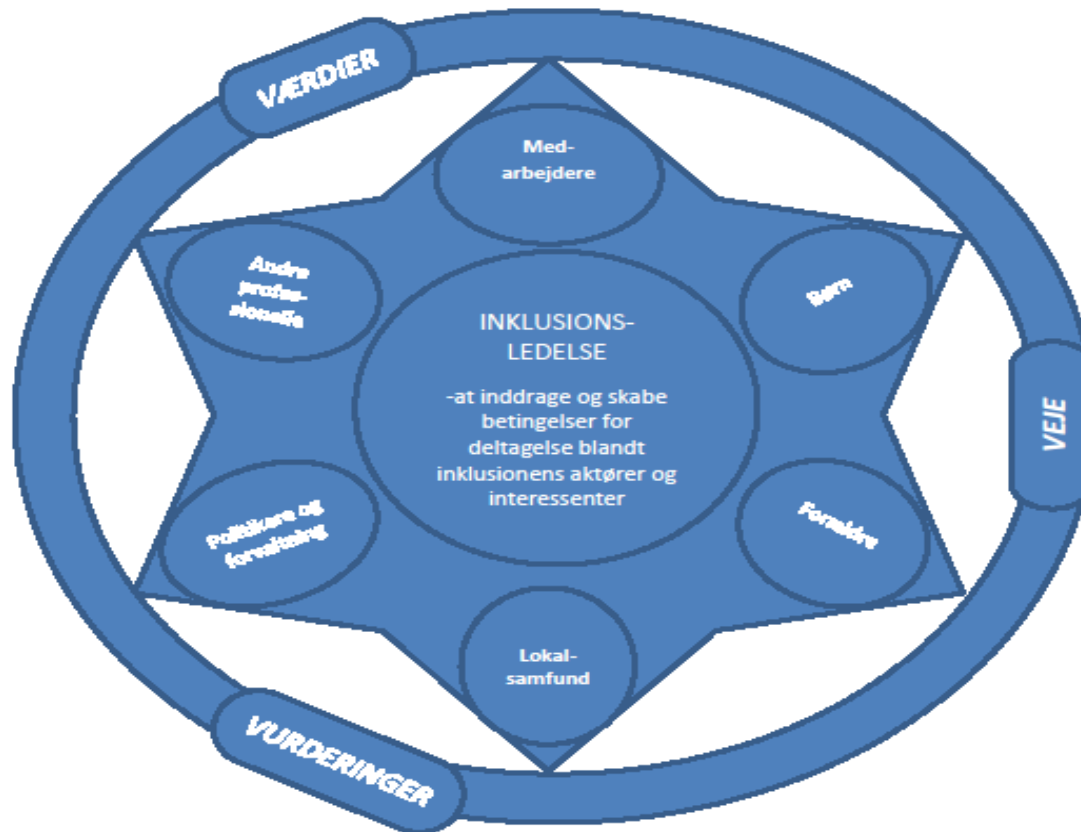 VÆRDIER
Med-
arbejdere
Andre
profes-
sionelle
Børn
INKLUSIONS-
LEDELSE
-at inddrage og skabe
betingelser for
deltagelse blandt
inklusionens aktører og
interessenter
VEJE
Politikere og
forvaltning
Forældre
Lokal-
samfund
VURDERINGER